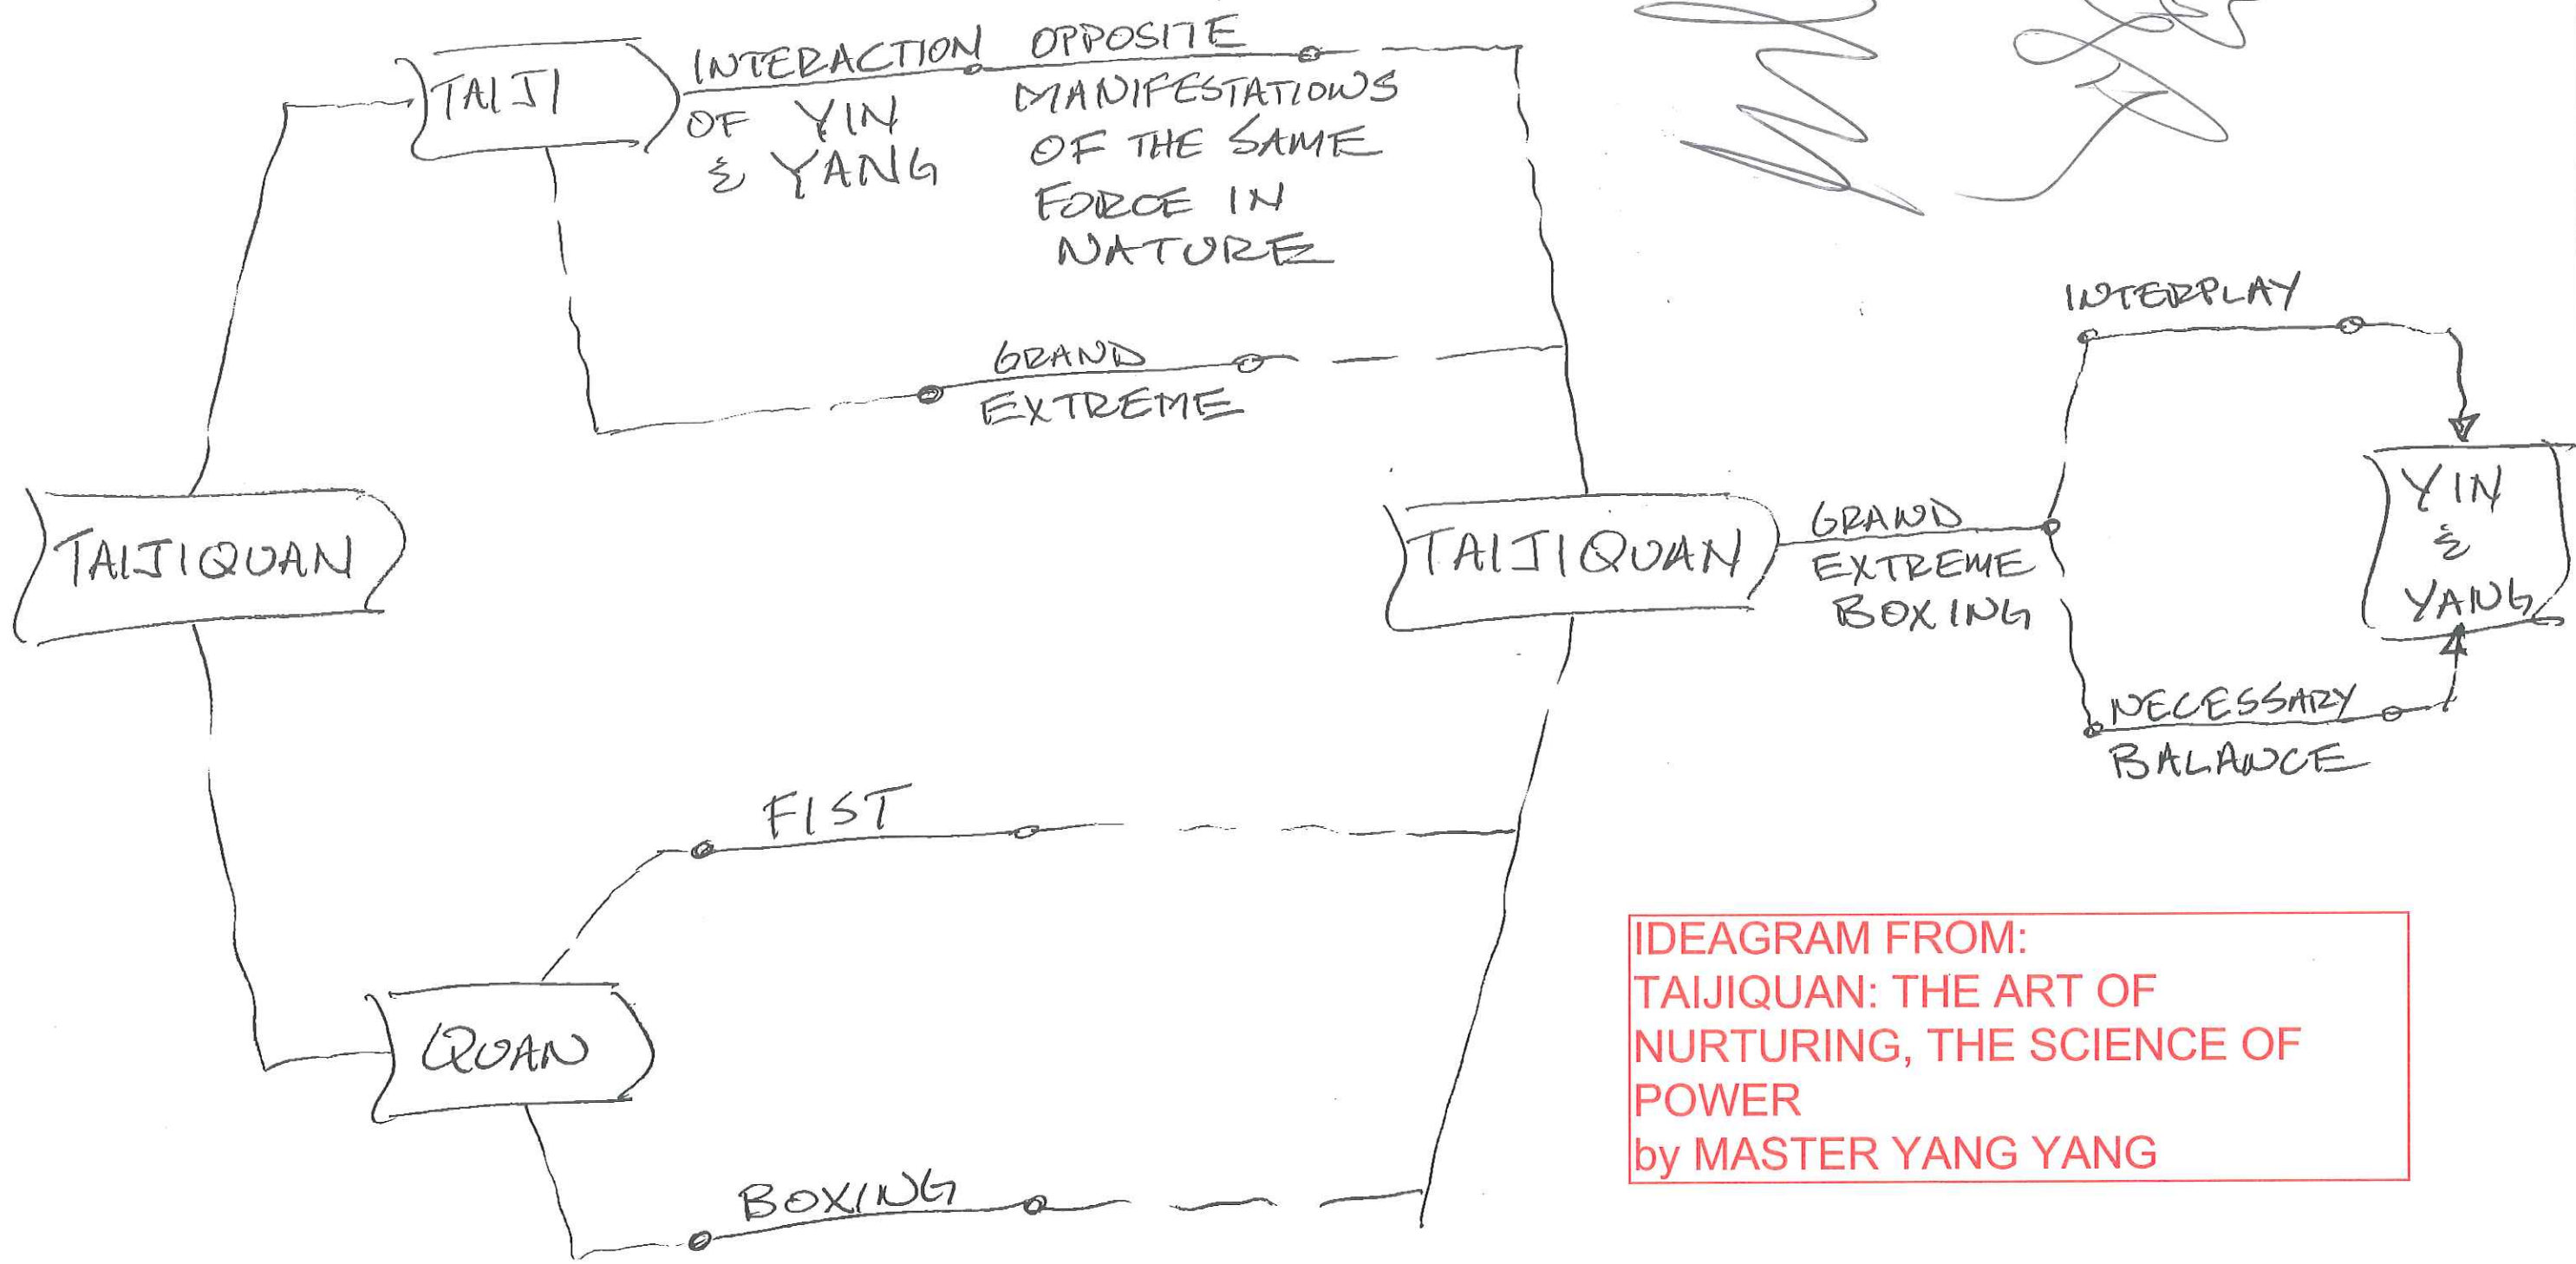 TAIJI
INTERACTION
OF YIN
& YANG
OPPOSITE
MANIFESTATIONS
OF THE SAME
FORCE IN
NATURE
GRAND
EXTREME
TAIJIQUAN
QUAN
FIST
BOXING
TAIJIQUAN
GRAND
EXTREME
BOXING
INTERPLAY
NECESSARY
BALANCE
YIN
&
YANG
IDEAGRAM FROM:
TAIJIQUAN: THE ART OF
NURTURING, THE SCIENCE OF
POWER
by MASTER YANG YANG